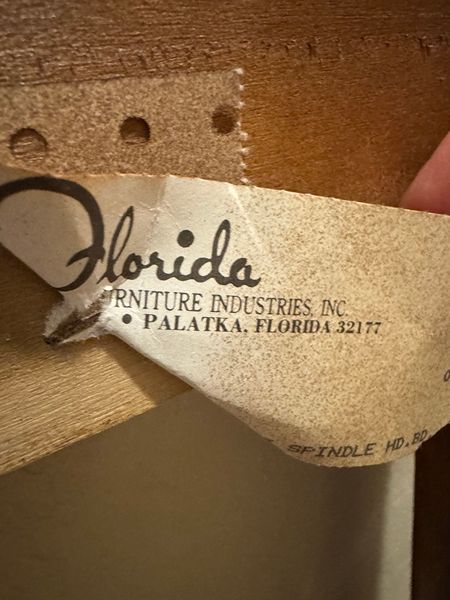 Florida
URNITURE INDUSTRIES, INC.
• PALATKA, FLORIDA 32177
SPINDLE HD.BD.